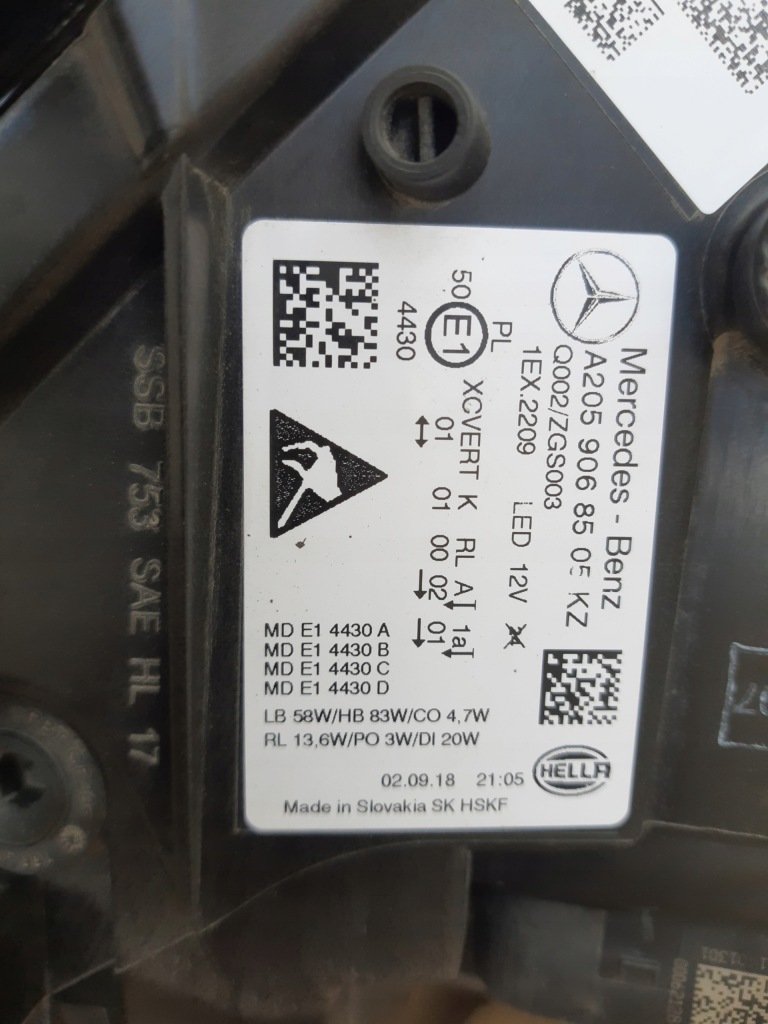 Mercedes - Benz
A205 906 85 05 KZ
Q002/ZGS003
1EX.2209 LED 12V
PL
50 E1 XCVERT K RL A 1a
4430 01 01 00 02 01
MD E1 4430 A
MD E1 4430 B
MD E1 4430 C
MD E1 4430 D
LB 58W/HB 83W/CO 4,7W
RL 13,6W/PO 3W/DI 20W
HELLA
02.09.18 21:05
Made in Slovakia SK HSKF
SSB 753 SAE HL 17